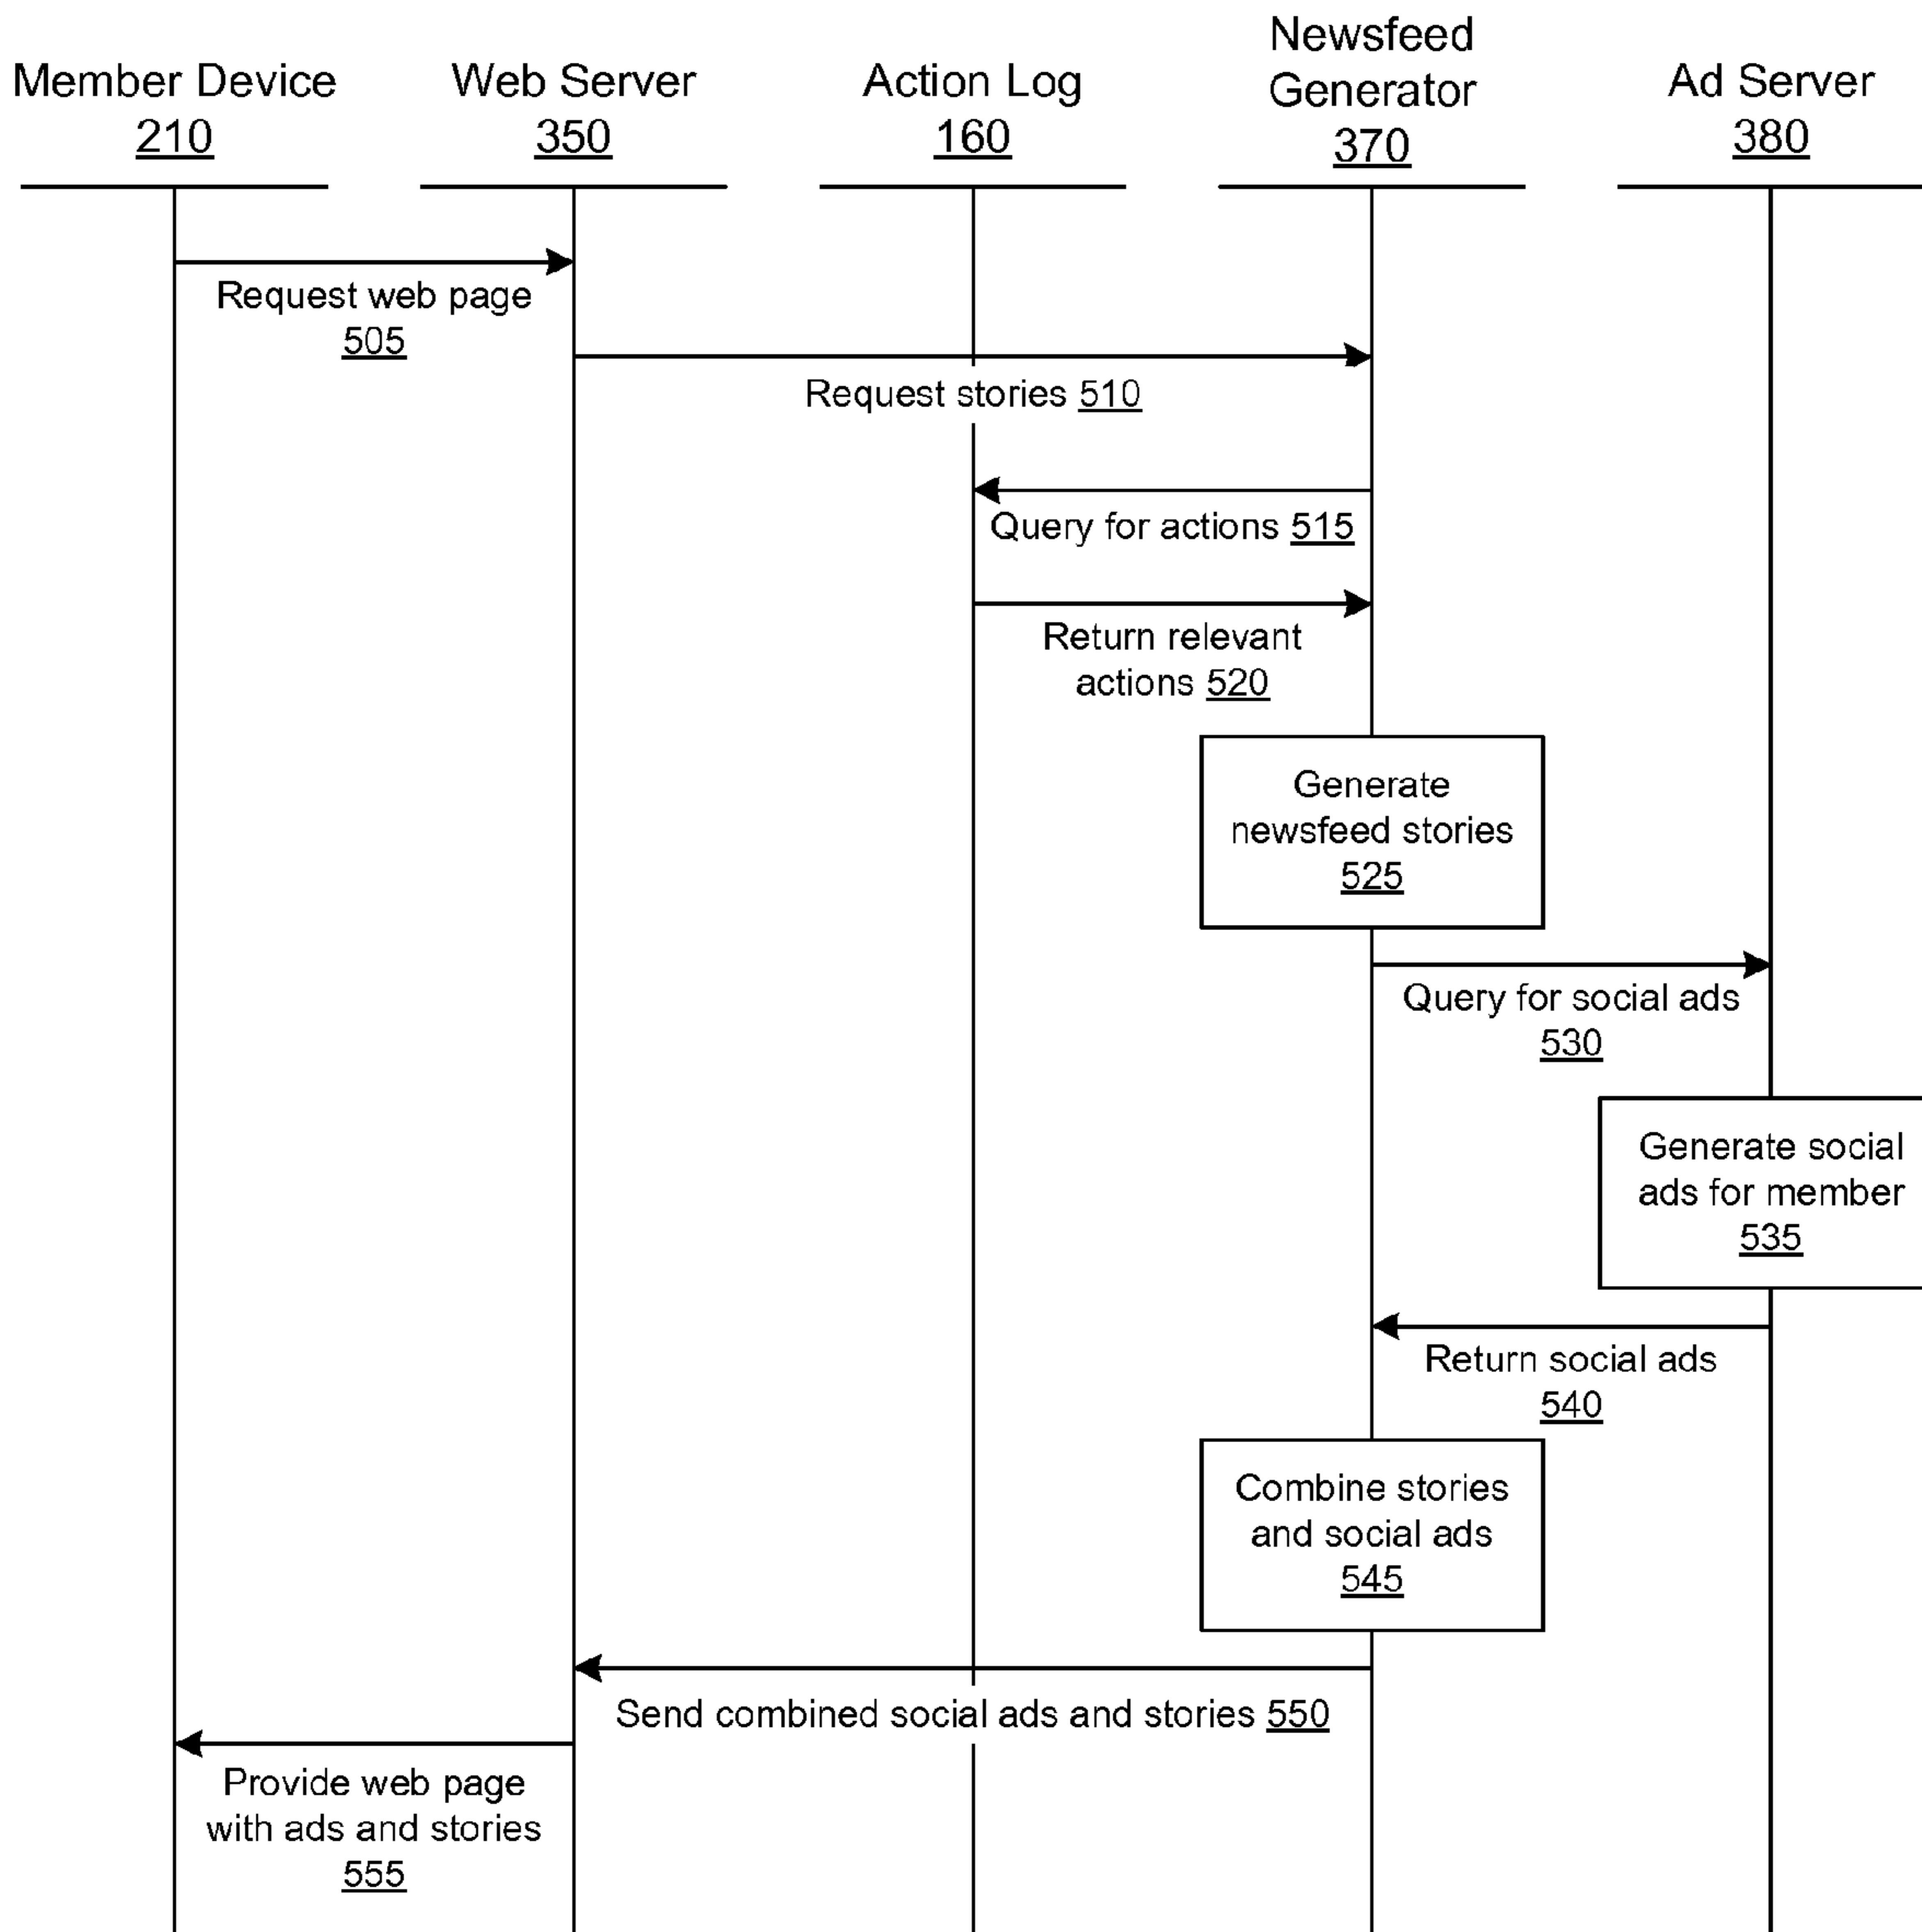 Member Device
210
Web Server
350
Action Log
160
Newsfeed
Generator
370
Ad Server
380
Request web page
505
Request stories 510
Query for actions 515
Return relevant
actions 520
Generate
newsfeed stories
525
Query for social ads
530
Generate social
ads for member
535
Return social ads
540
Combine stories
and social ads
545
Send combined social ads and stories 550
Provide web page
with ads and stories
555